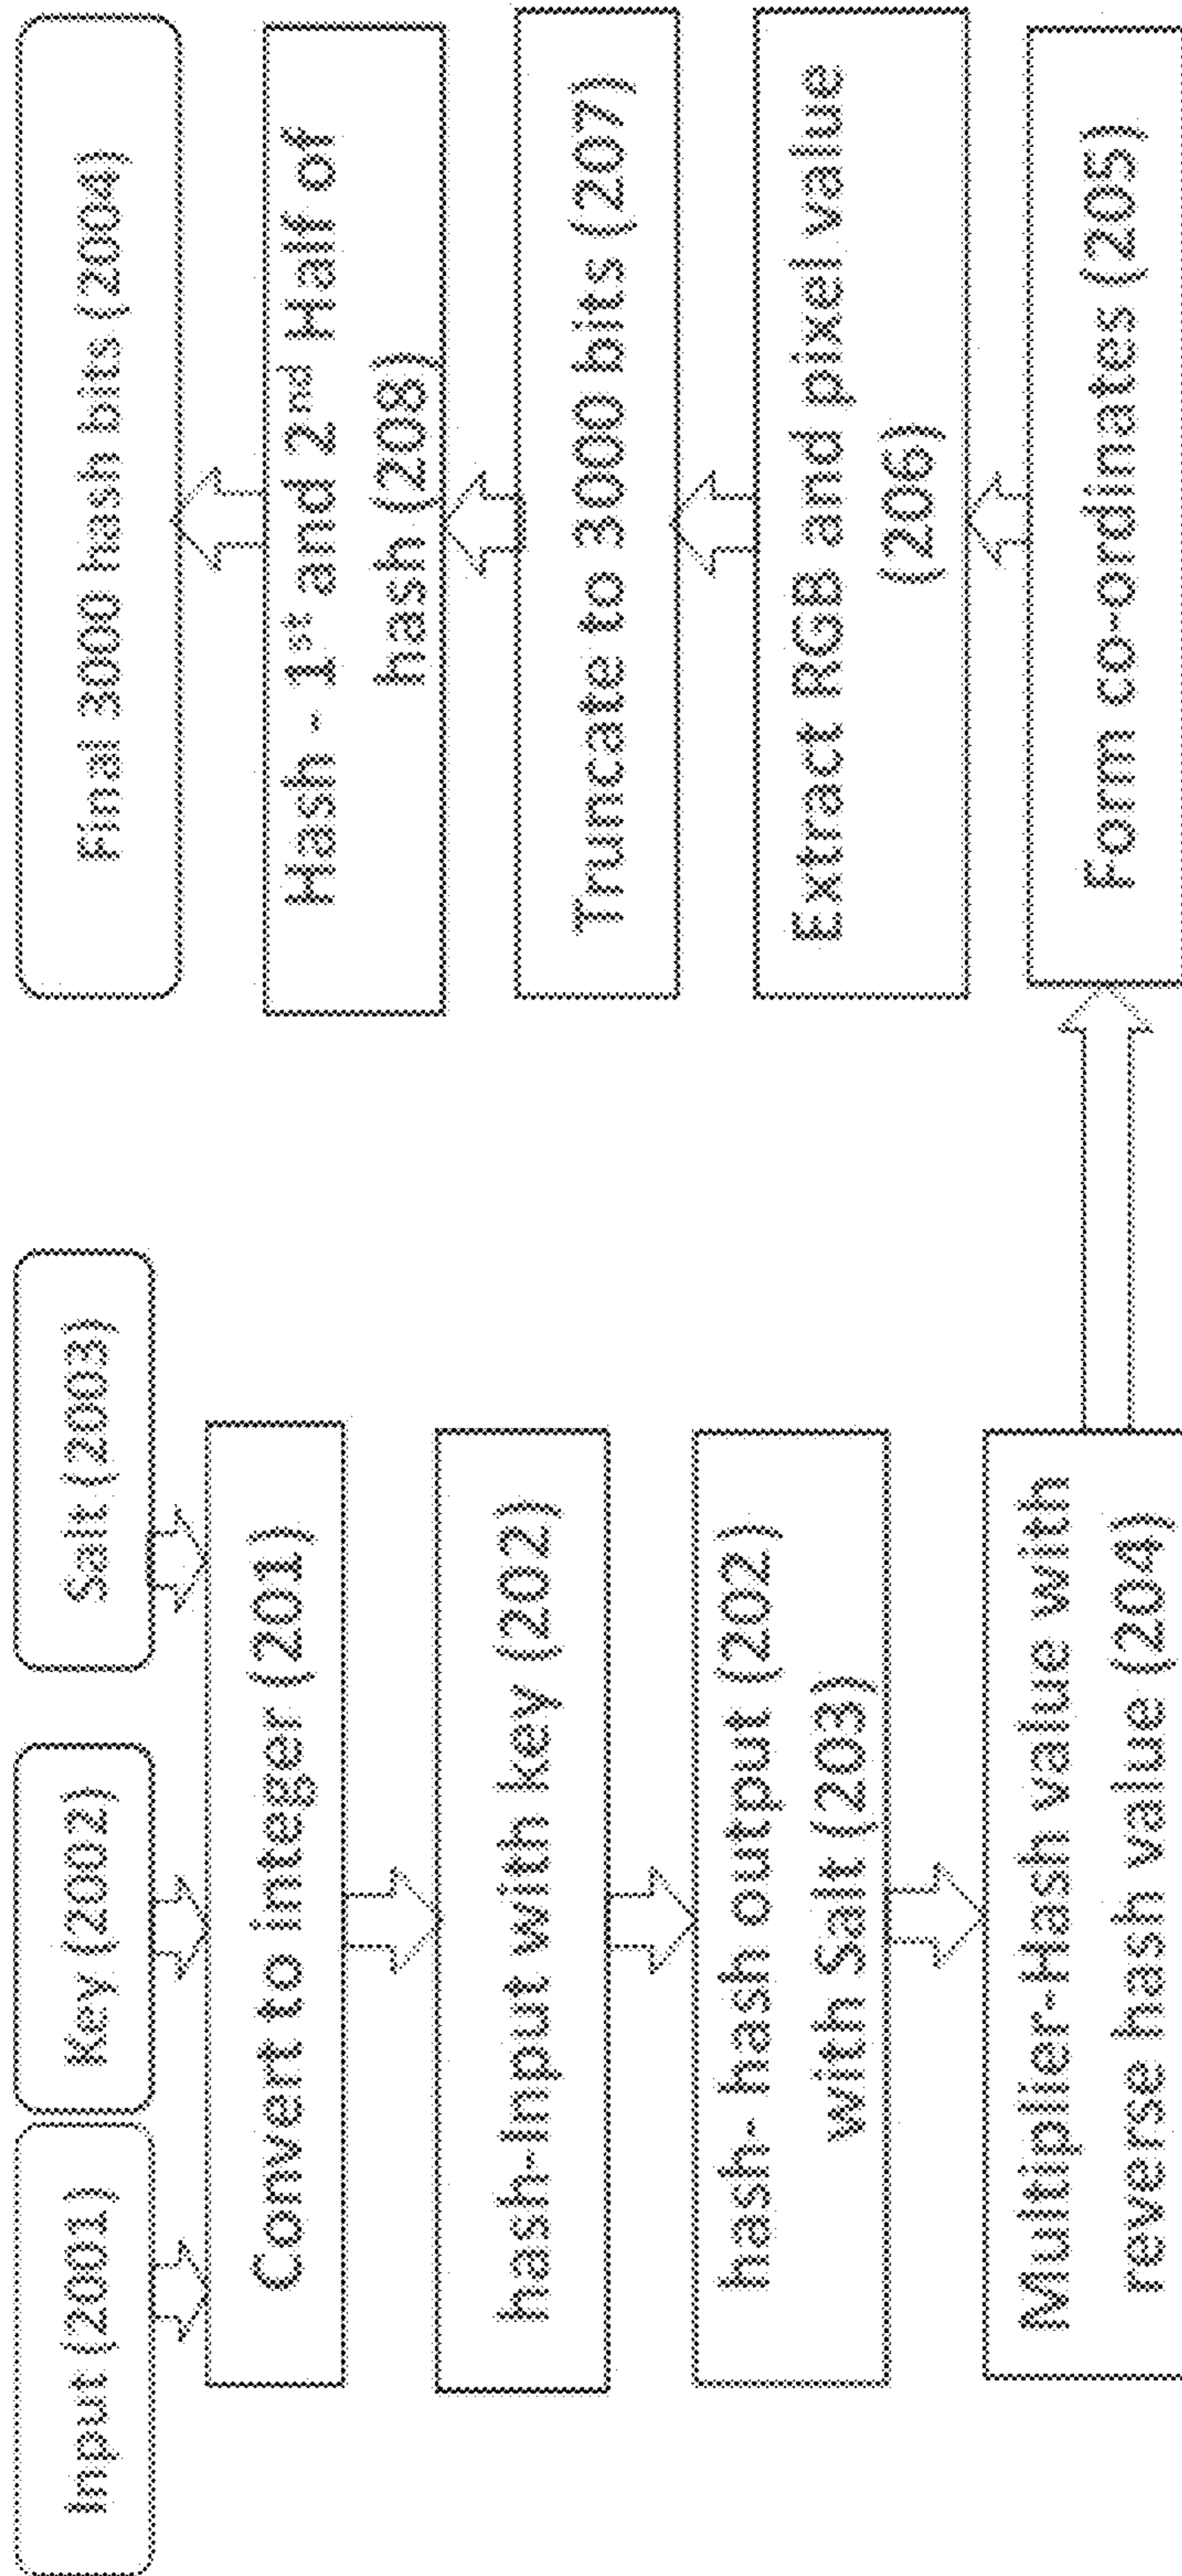 Input (2001)
Key (2002)
Salt (2003)
Convert to integer (201)
hash-Input with key (202)
hash- hash output (202)
with Salt (203)
Multiplier-Hash value with
reverse hash value (204)
Form co-ordinates (205)
Extract RGB and pixel value
(206)
Truncate to 3000 bits (207)
Hash - 1st and 2nd Half of
hash (208)
Final 3000 hash bits (2004)